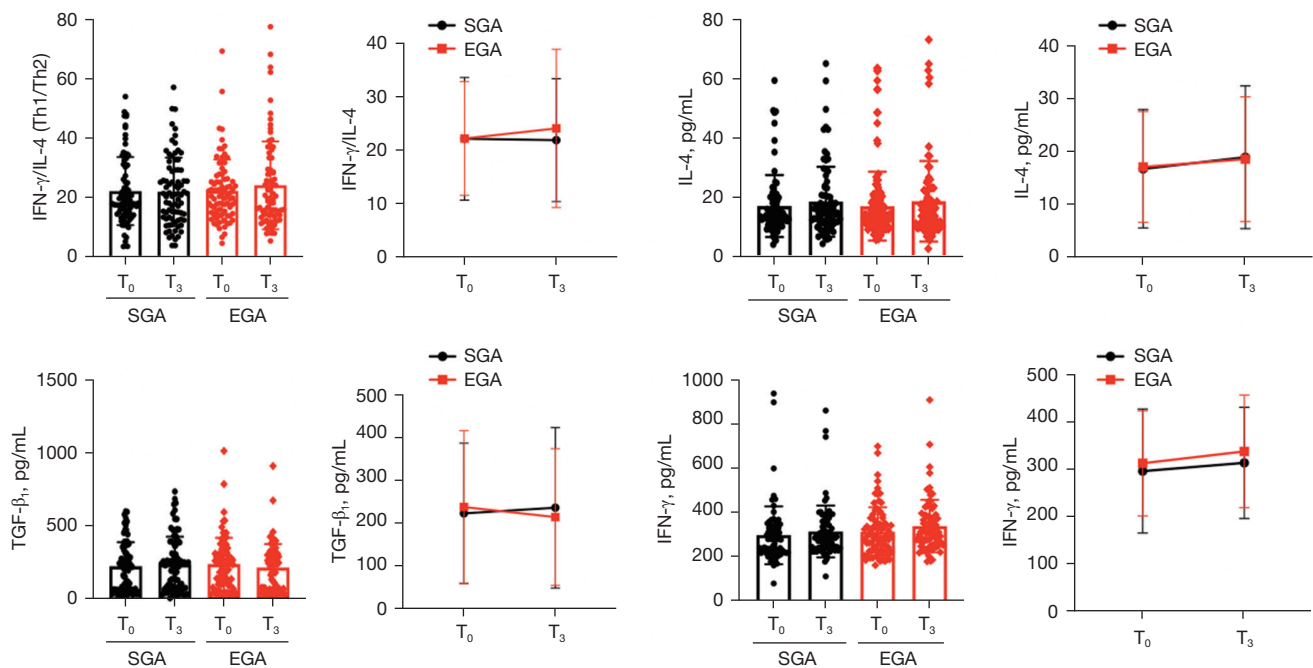 IFN-γ/IL-4 (Th1/Th2)
80
60
40
20
0
T₀ T₃ T₀ T₃
SGA EGA
SGA
EGA
IFN-γ/IL-4
40
30
20
10
0
T₀ T₃
IL-4, pg/mL
80
60
40
20
0
T₀ T₃ T₀ T₃
SGA EGA
SGA
EGA
IL-4, pg/mL
40
30
20
10
0
T₀ T₃
TGF-β₁, pg/mL
1500
1000
500
0
T₀ T₃ T₀ T₃
SGA EGA
SGA
EGA
TGF-β₁, pg/mL
500
400
300
200
100
0
T₀ T₃
IFN-γ, pg/mL
1000
800
600
400
200
0
T₀ T₃ T₀ T₃
SGA EGA
SGA
EGA
IFN-γ, pg/mL
500
400
300
200
100
0
T₀ T₃